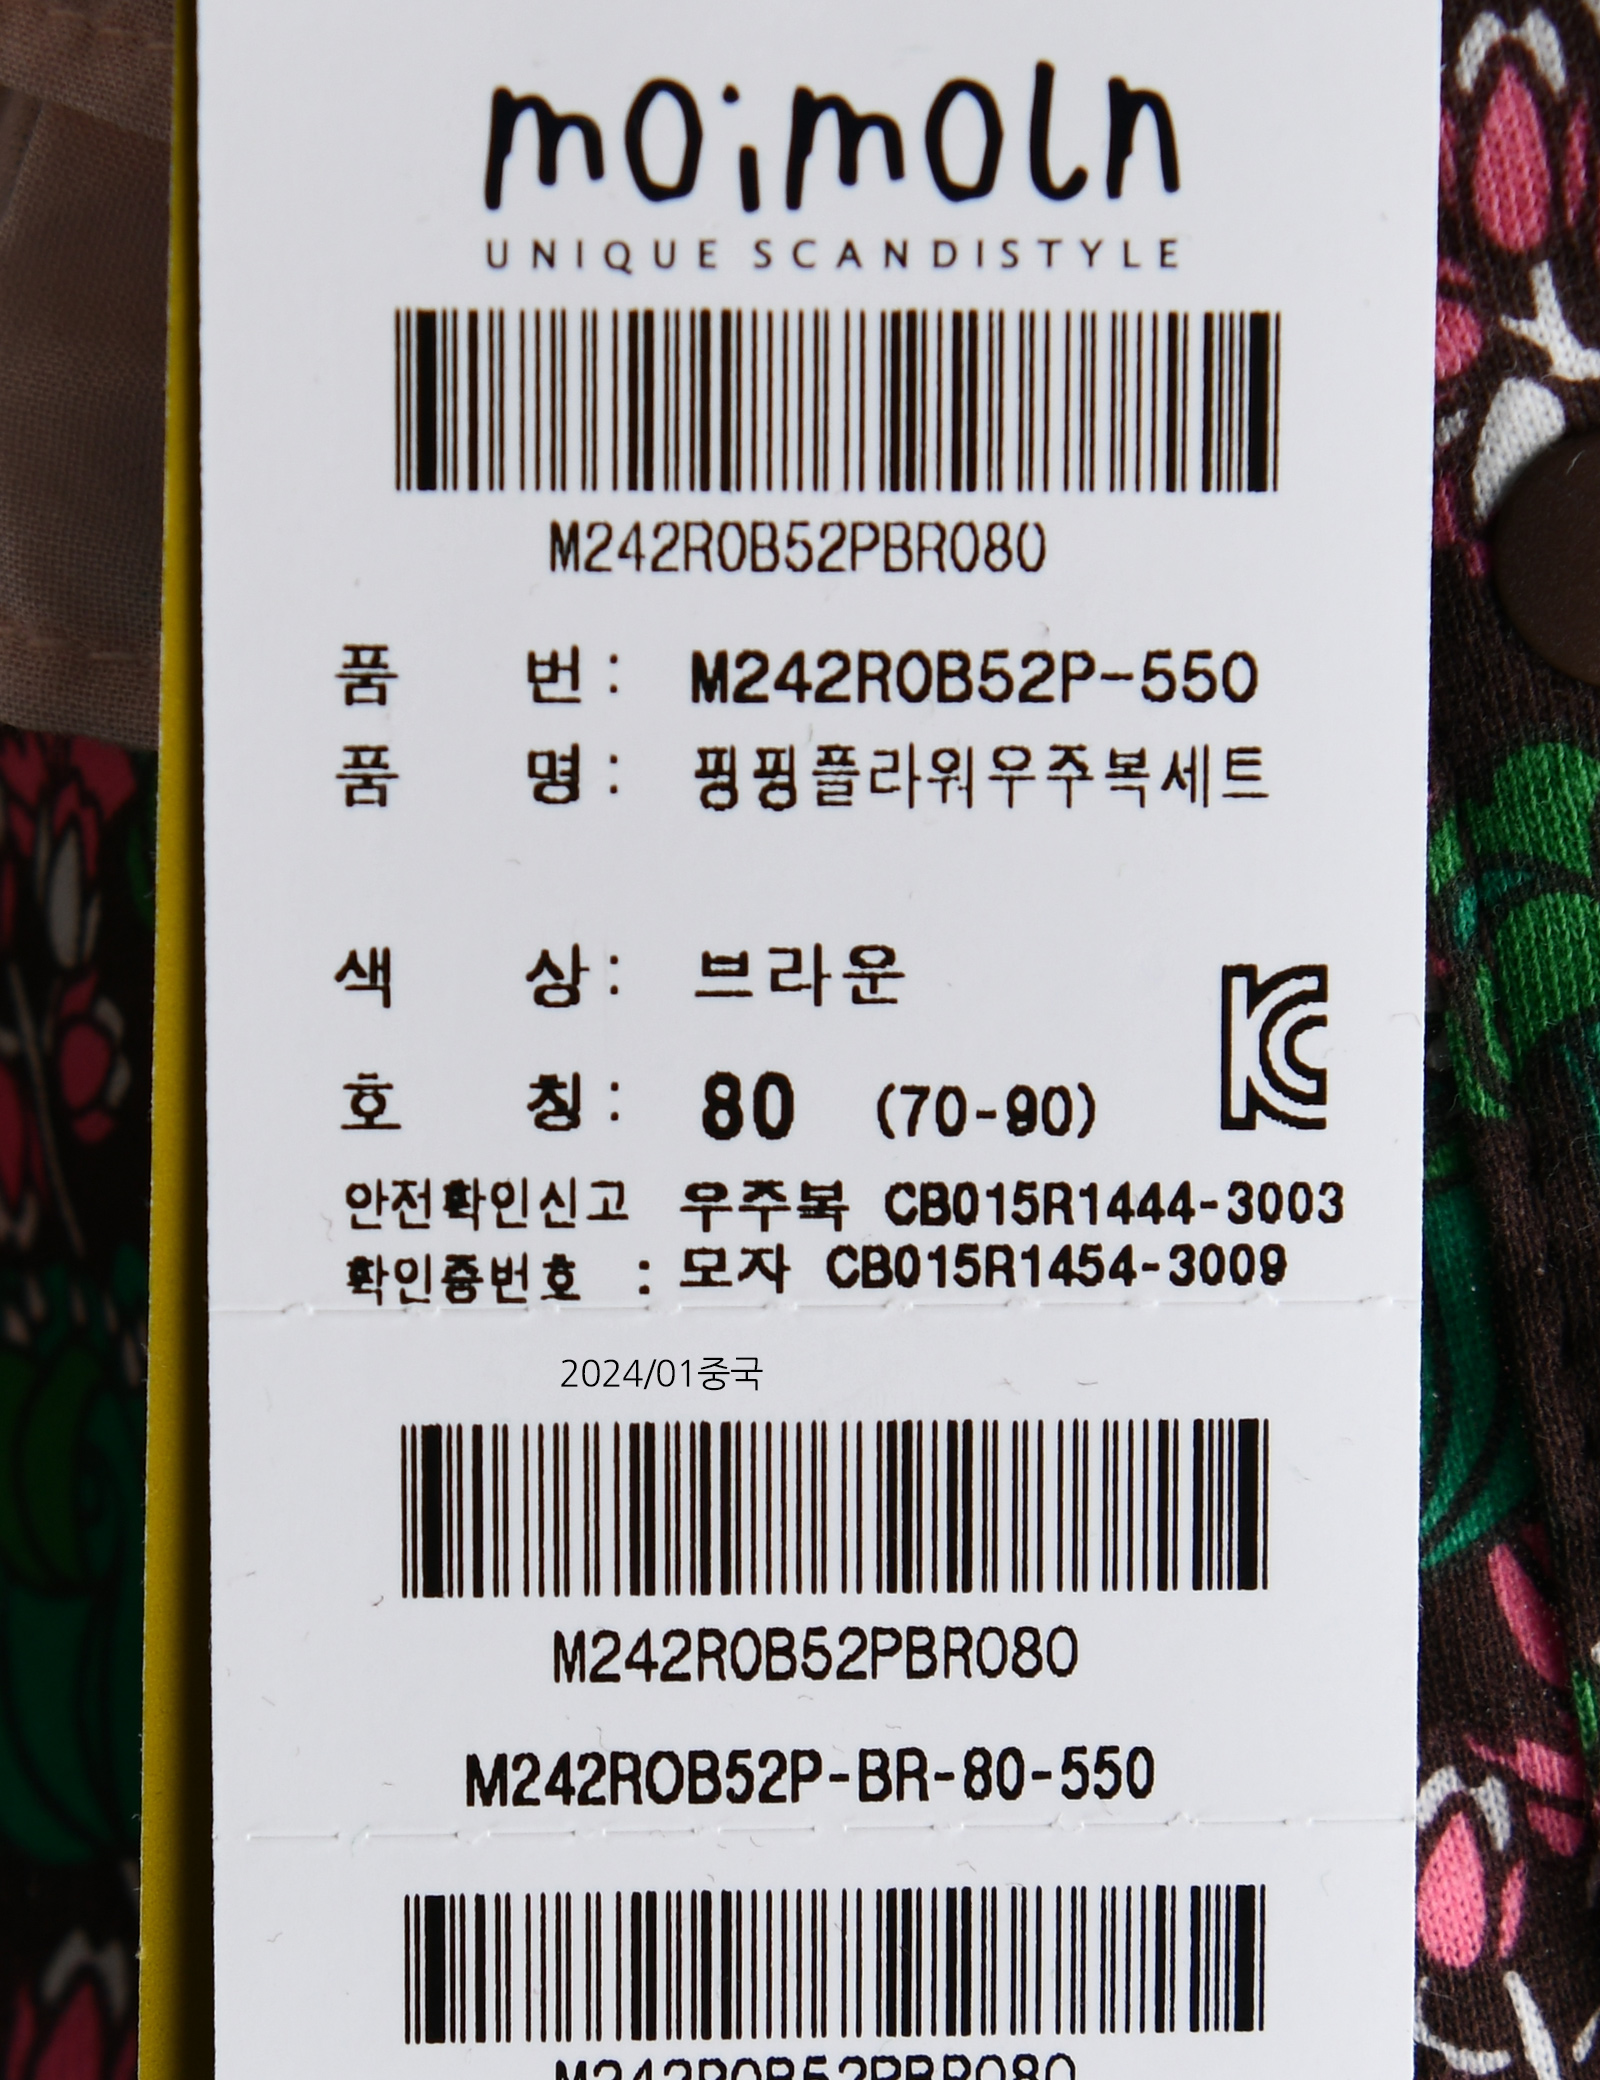 moimoln
UNIQUE SCANDISTYLE
M242ROB52PBR080
품 번 : M242ROB52P-550
품 명 : 핑핑플라워우주복세트
색 상 : 브라운
호 칭 : 80 (70-90)
안전확인신고 우주복 CB015R1444-3003
확인증번호 : 모자 CB015R1454-3009
2024/01중국
M242ROB52PBR080
M242ROB52P-BR-80-550
M242ROB52PBR080